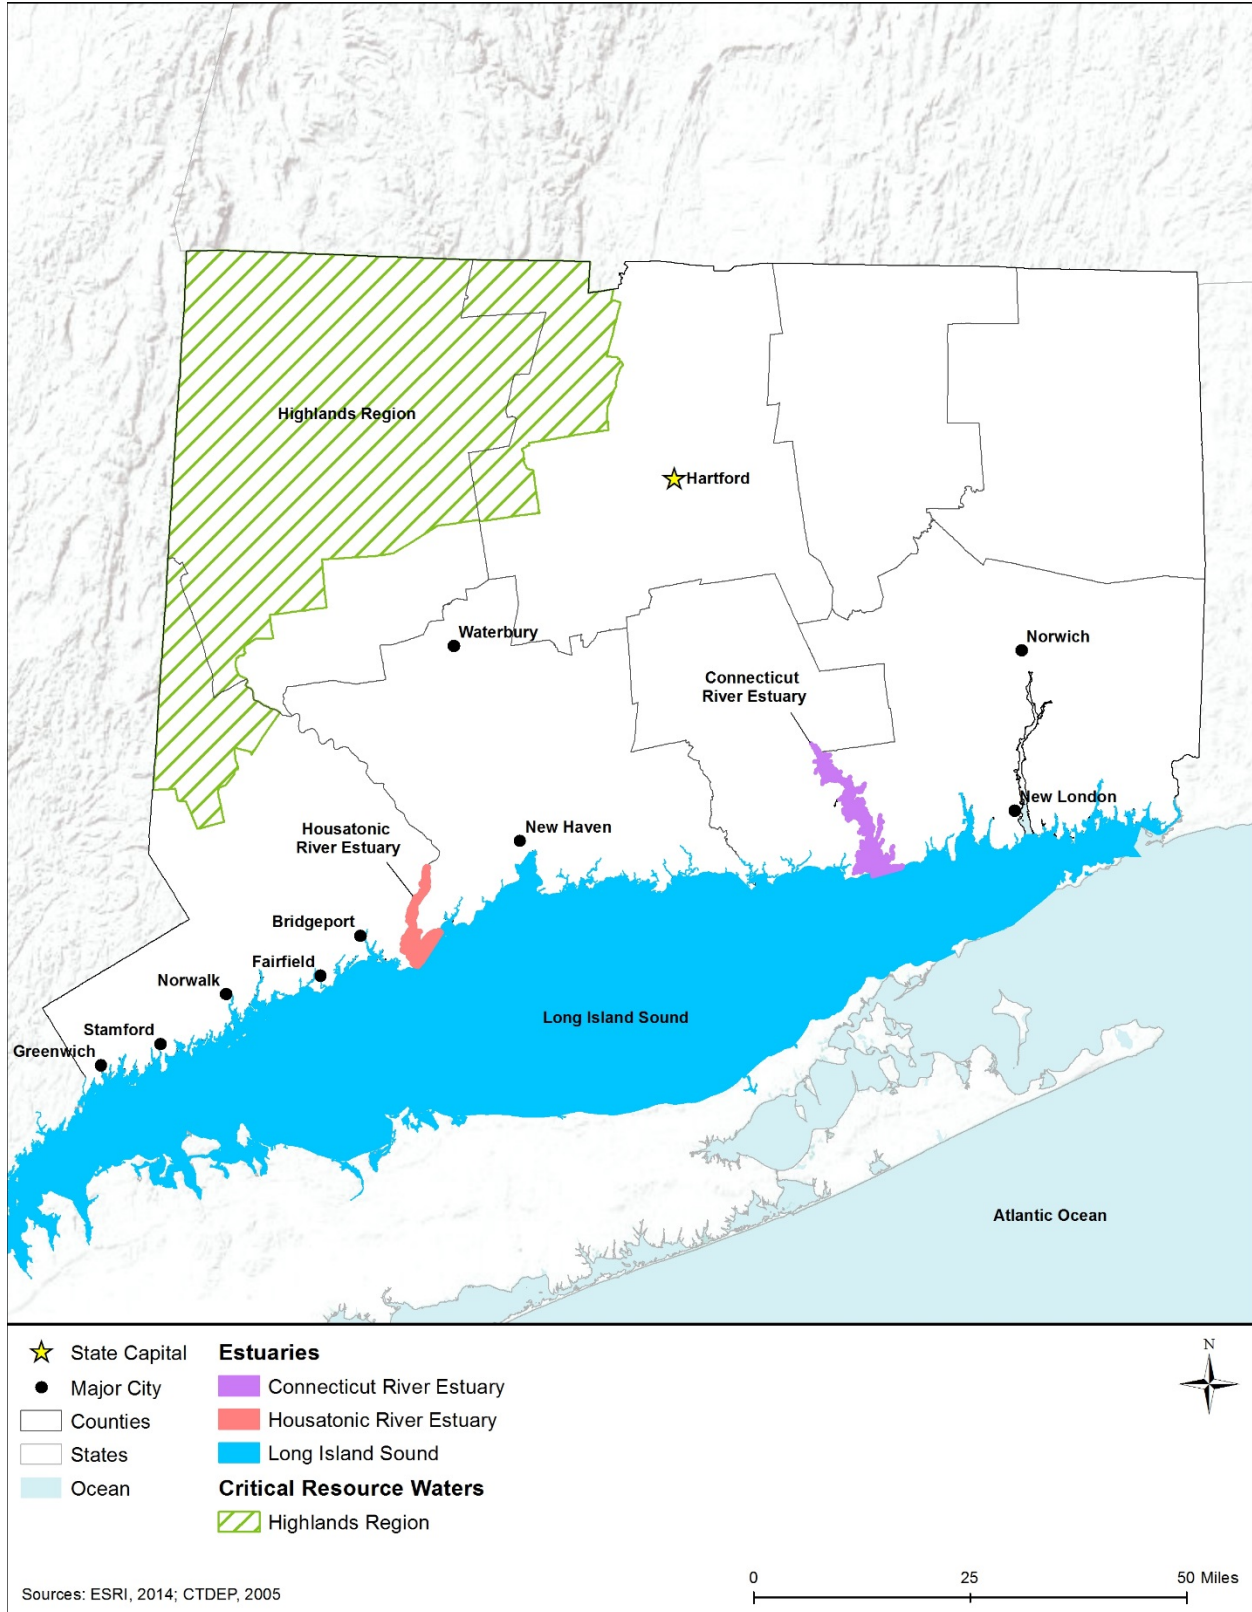 Highlands Region
Hartford
Waterbury
Norwich
Connecticut
River Estuary
New London
Housatonic
River Estuary
New Haven
Bridgeport
Fairfield
Norwalk
Stamford
Greenwich
Long Island Sound
Atlantic Ocean
State Capital
Major City
Counties
States
Ocean
Estuaries
Connecticut River Estuary
Housatonic River Estuary
Long Island Sound
Critical Resource Waters
Highlands Region
N
Sources: ESRI, 2014; CTDEP, 2005
0 25 50 Miles